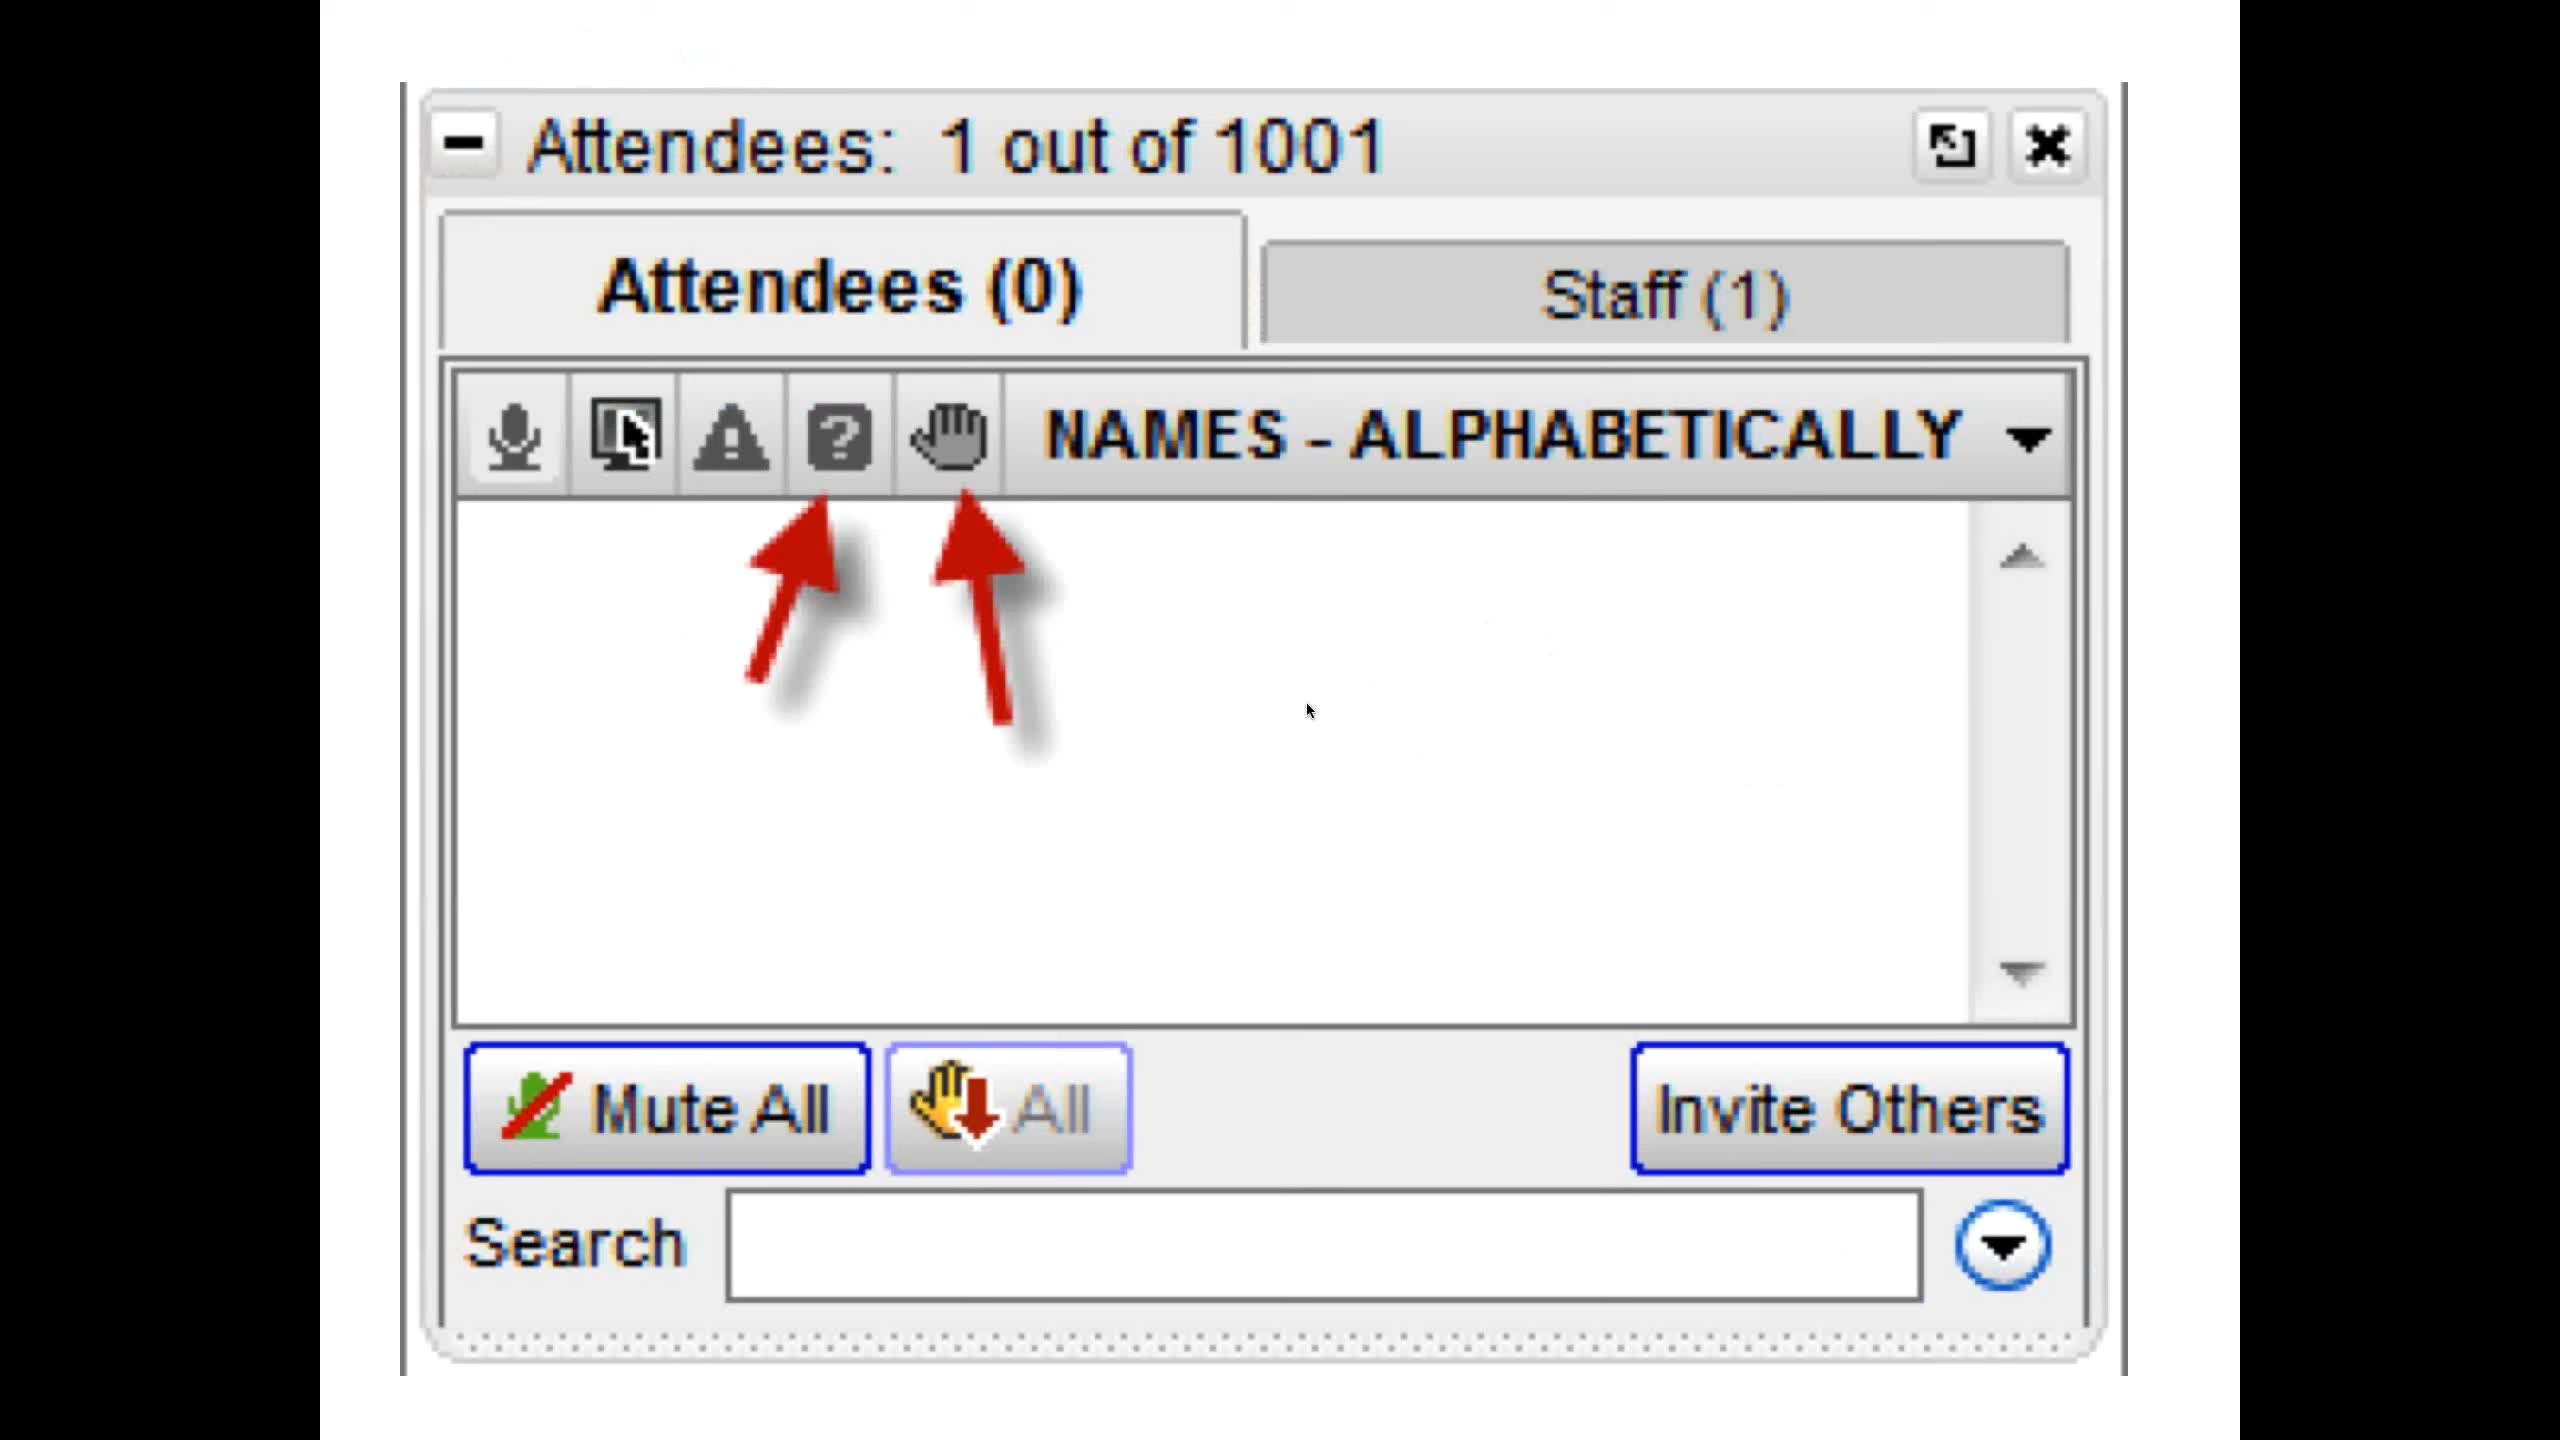 Attendees: 1 out of 1001
Attendees (0)
Staff (1)
NAMES - ALPHABETICALLY
Mute All
All
Invite Others
Search